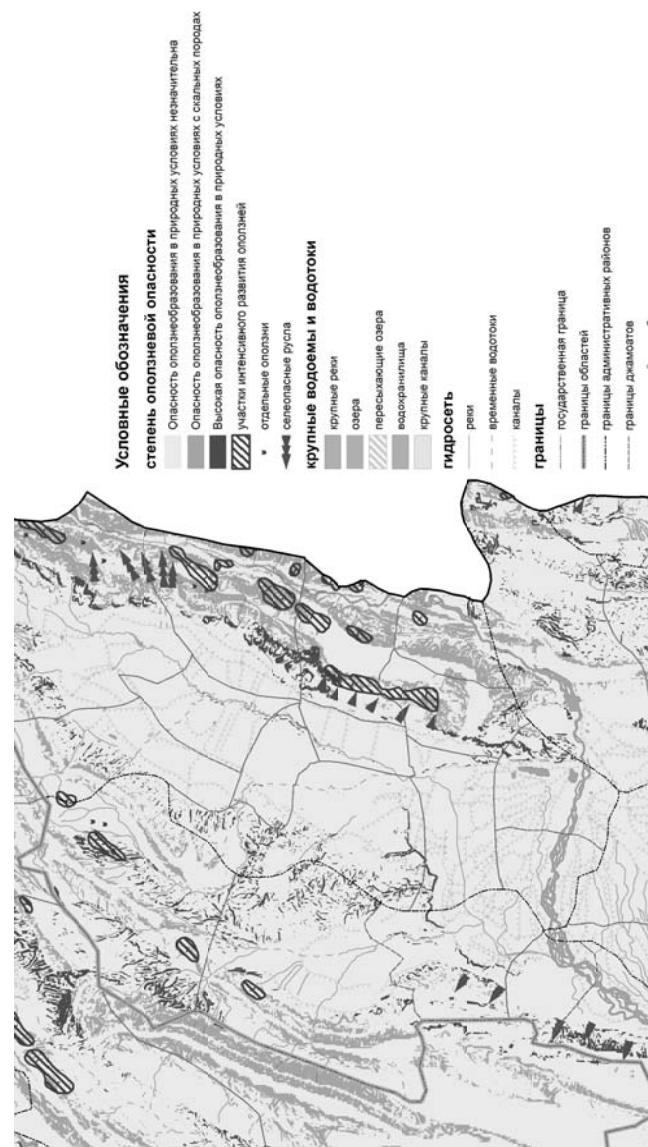 Условные обозначения
степень оползневой опасности
Опасность оползнеобразования в природных условиях незначительна
Опасность оползнеобразования в природных условиях с скальных породах
Высокая опасность оползнеобразования в природных условиях
участки интенсивного развития оползней
отдельные оползни
селеопасные русла
крупные водоемы и водотоки
крупные реки
озера
пересыхающие озера
водохранилища
крупные каналы
гидросеть
реки
временные водотоки
каналы
границы
государственная граница
границы областей
границы административных районов
границы джамоатов